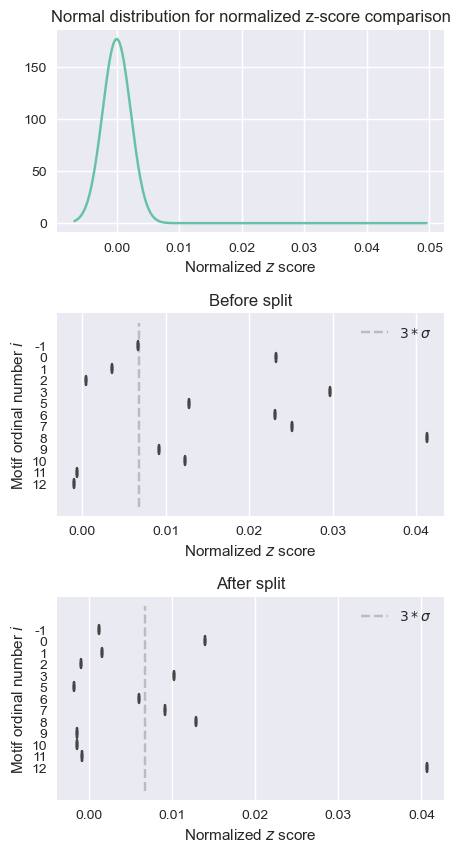 Normal distribution for normalized z-score comparison
150
100
50
0
0.00 0.01 0.02 0.03 0.04 0.05
Normalized z score
Before split
3 * σ
Motif ordinal number i
-1
0
1
2
3
5
6
7
8
9
10
11
12
0.00 0.01 0.02 0.03 0.04
Normalized z score
After split
3 * σ
Motif ordinal number i
-1
0
1
2
3
5
6
7
8
9
10
11
12
0.00 0.01 0.02 0.03 0.04
Normalized z score